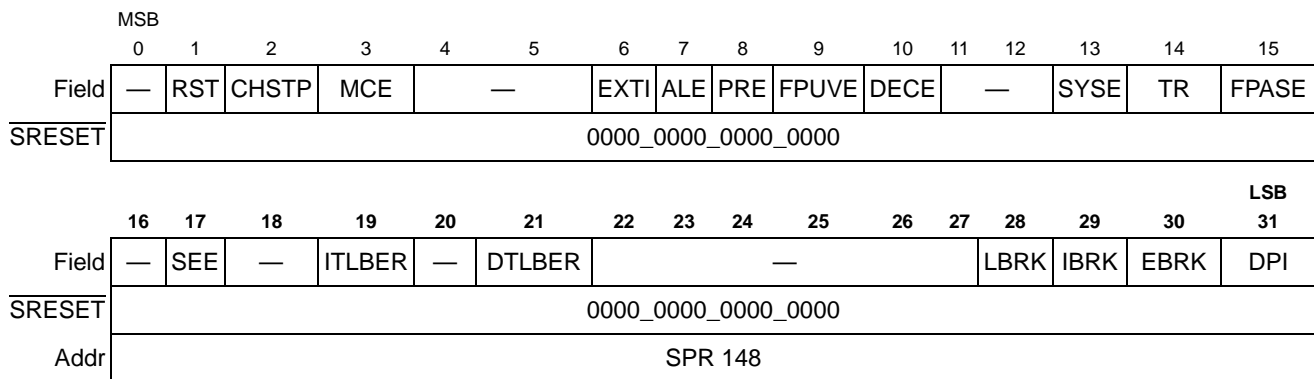 MSB
0 1 2 3 4 5 6 7 8 9 10 11 12 13 14 15
Field — RST CHSTP MCE — EXTI ALE PRE FPUVE DECE — SYSE TR FPASE
SRESET 0000_0000_0000_0000
LSB
16 17 18 19 20 21 22 23 24 25 26 27 28 29 30 31
Field — SEE — ITLBER — DTLBER — LBRK IBRK EBRK DPI
SRESET 0000_0000_0000_0000
Addr SPR 148